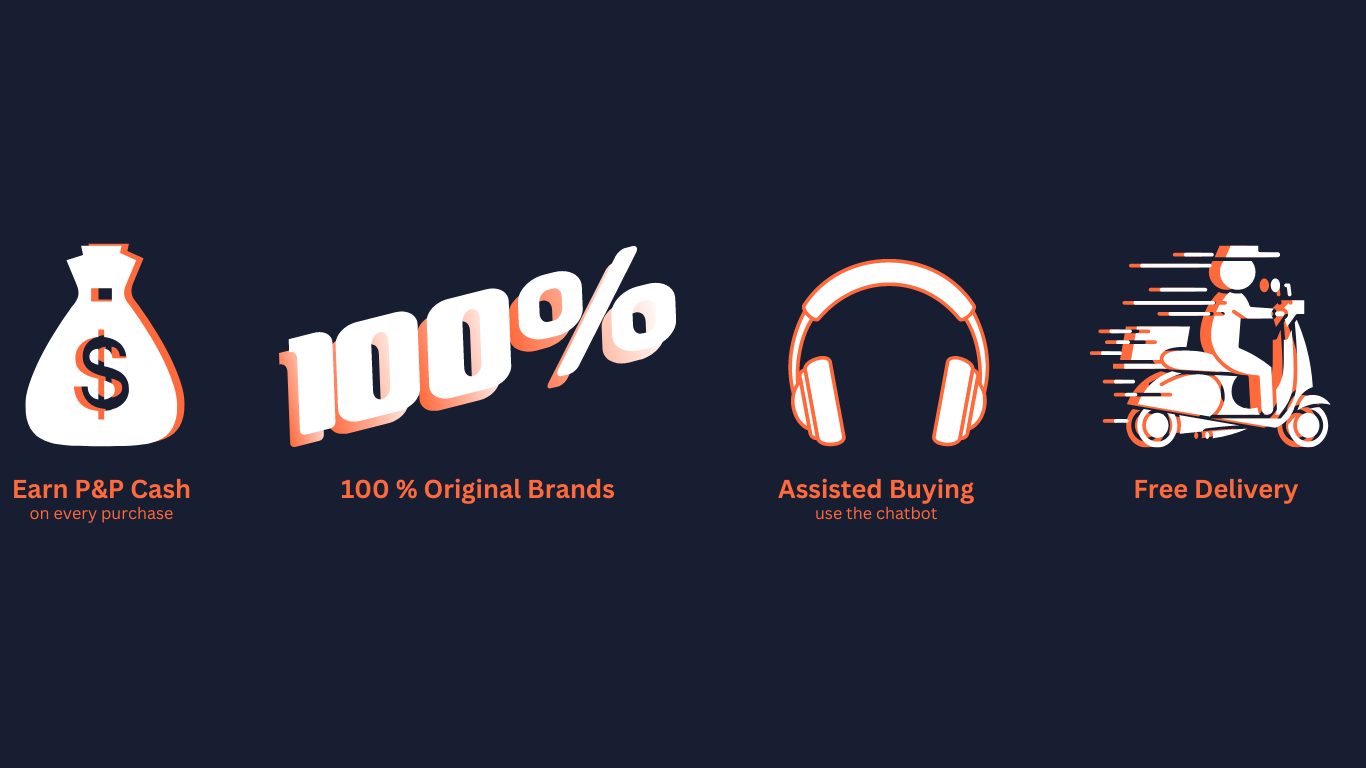 $
100%
Earn P&P Cash
on every purchase
100 % Original Brands
Assisted Buying
use the chatbot
Free Delivery